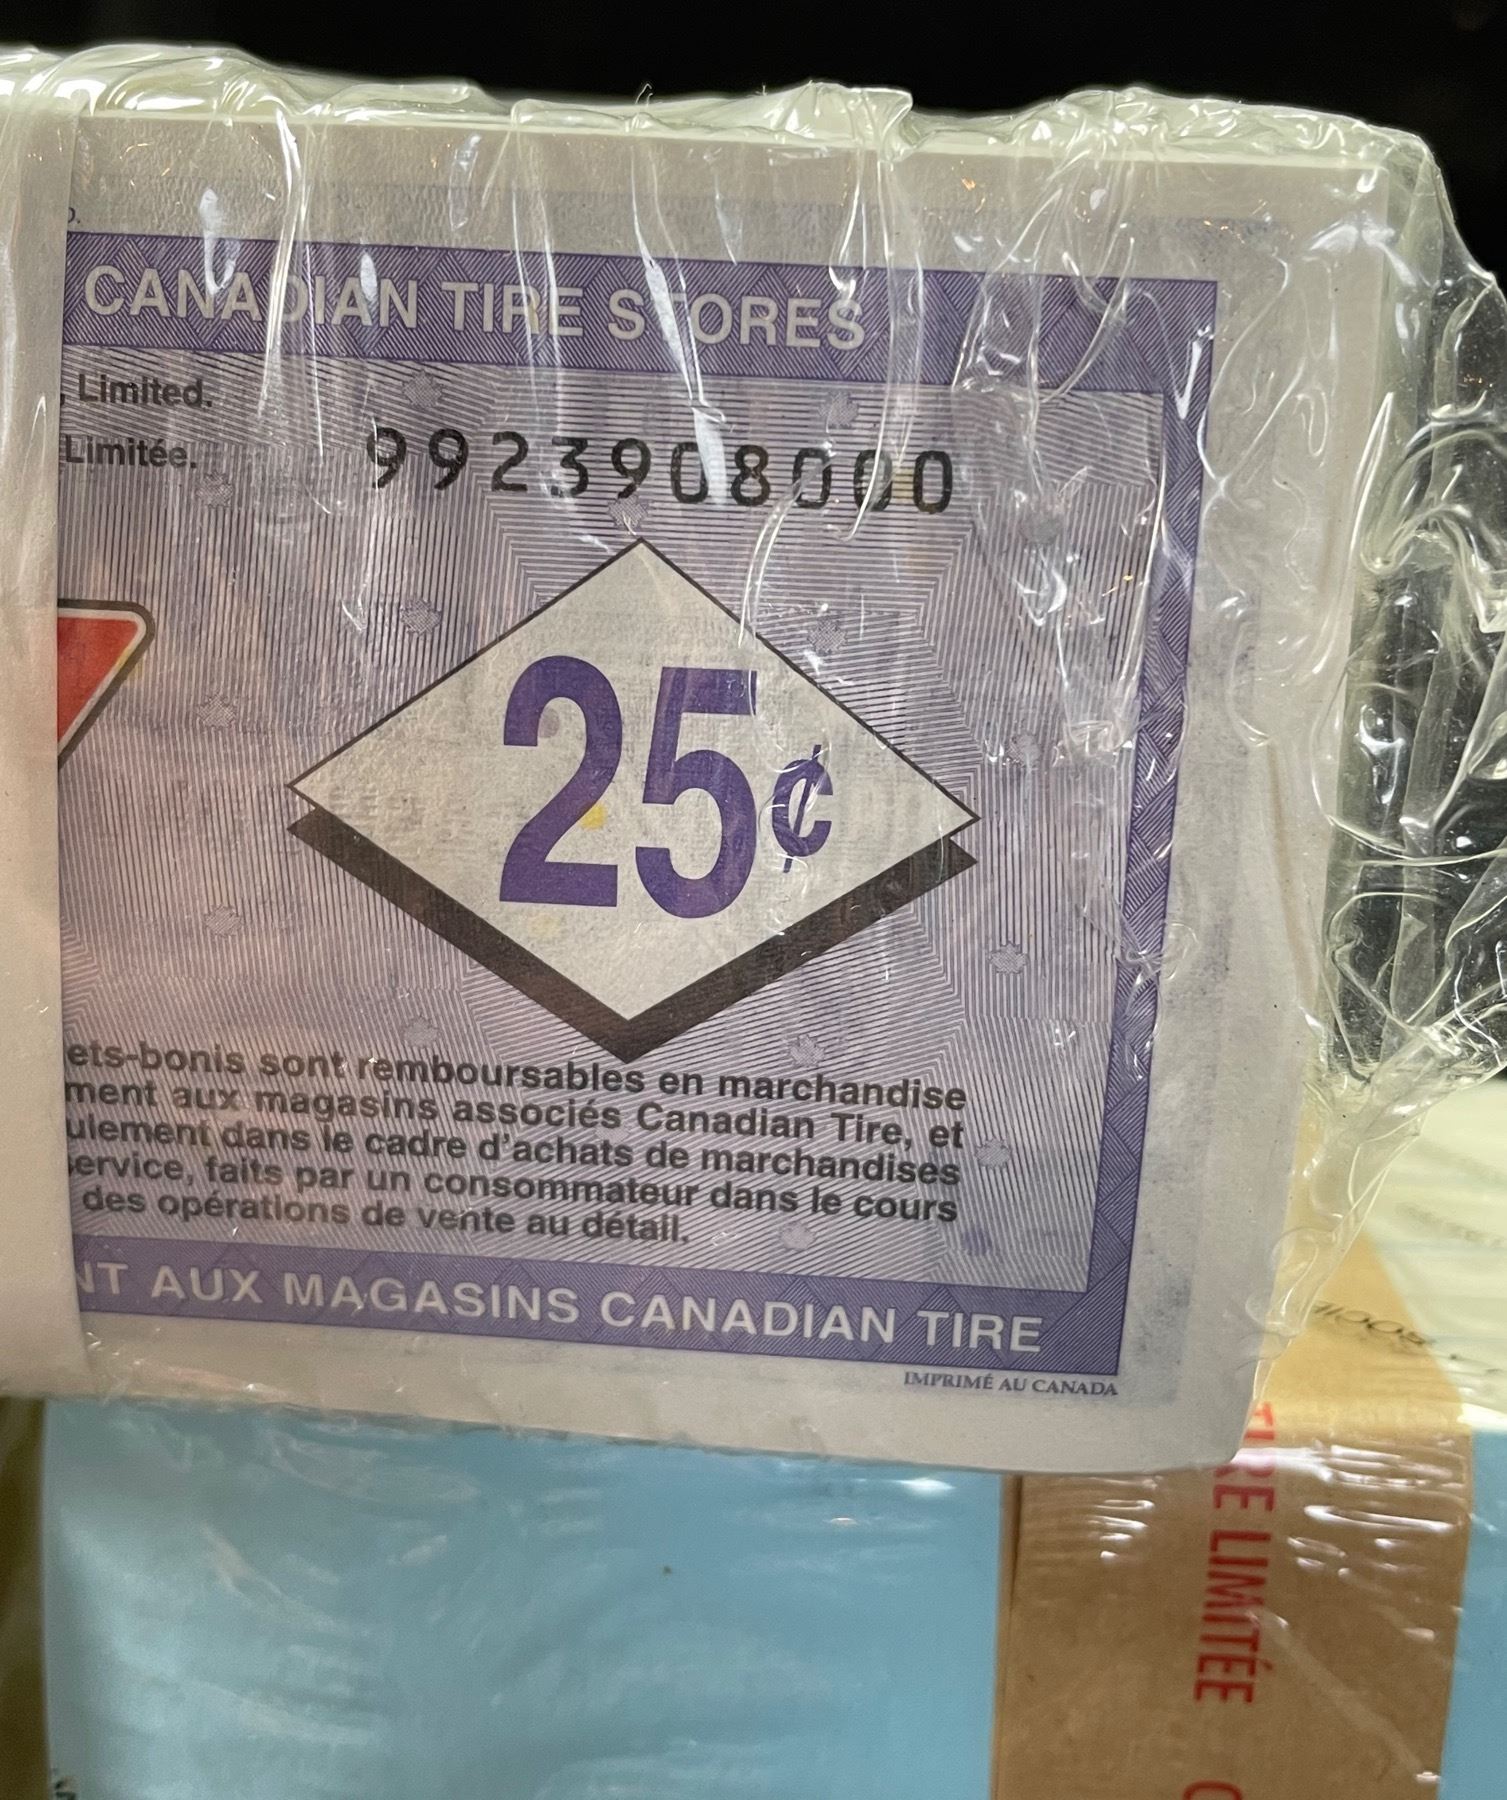 CANADIAN TIRE STORES
, Limited.
Limitée.
9923908000
25¢
ets-bonis sont remboursables en marchandise
ment aux magasins associés Canadian Tire, et
ulement dans le cadre d'achats de marchandises
service, faits par un consommateur dans le cours
des opérations de vente au détail.
NT AUX MAGASINS CANADIAN TIRE
IMPRIMÉ AU CANADA
TIRE LIMITÉE